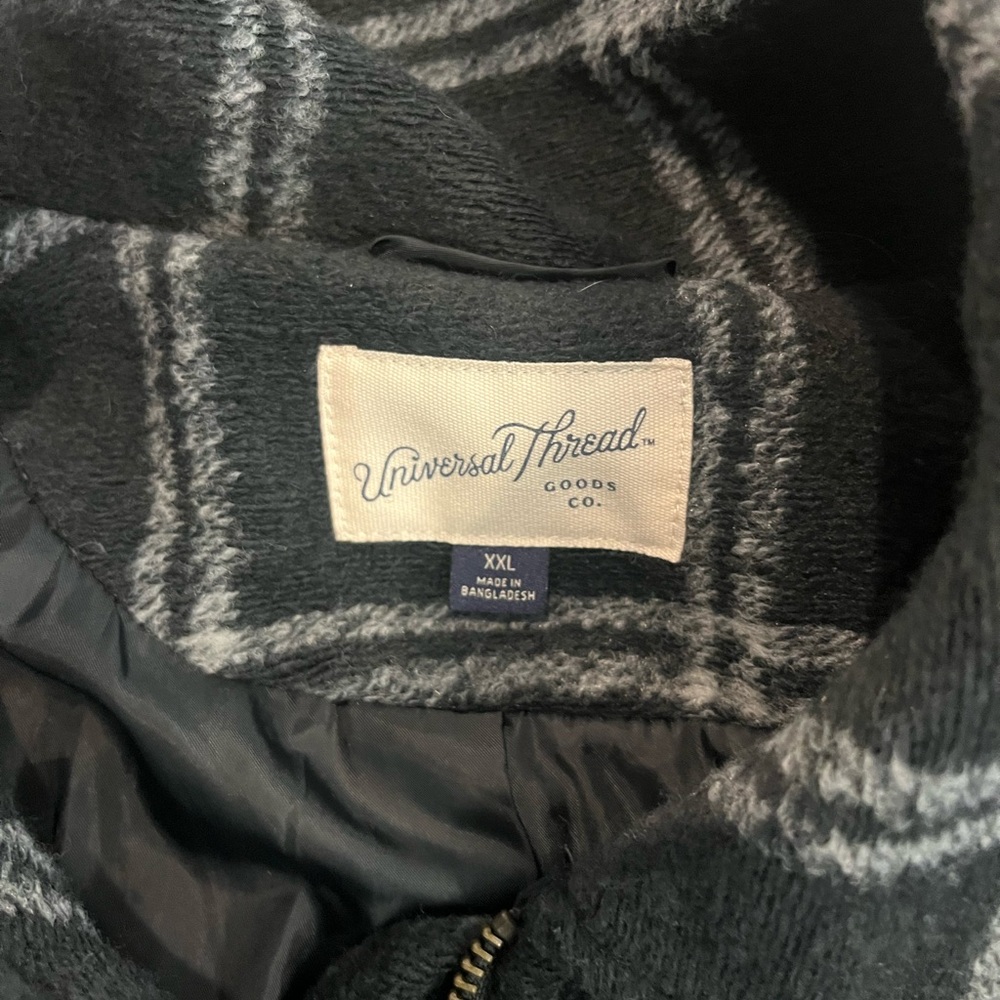 Universal Thread™
GOODS
CO.
XXL
MADE IN
BANGLADESH